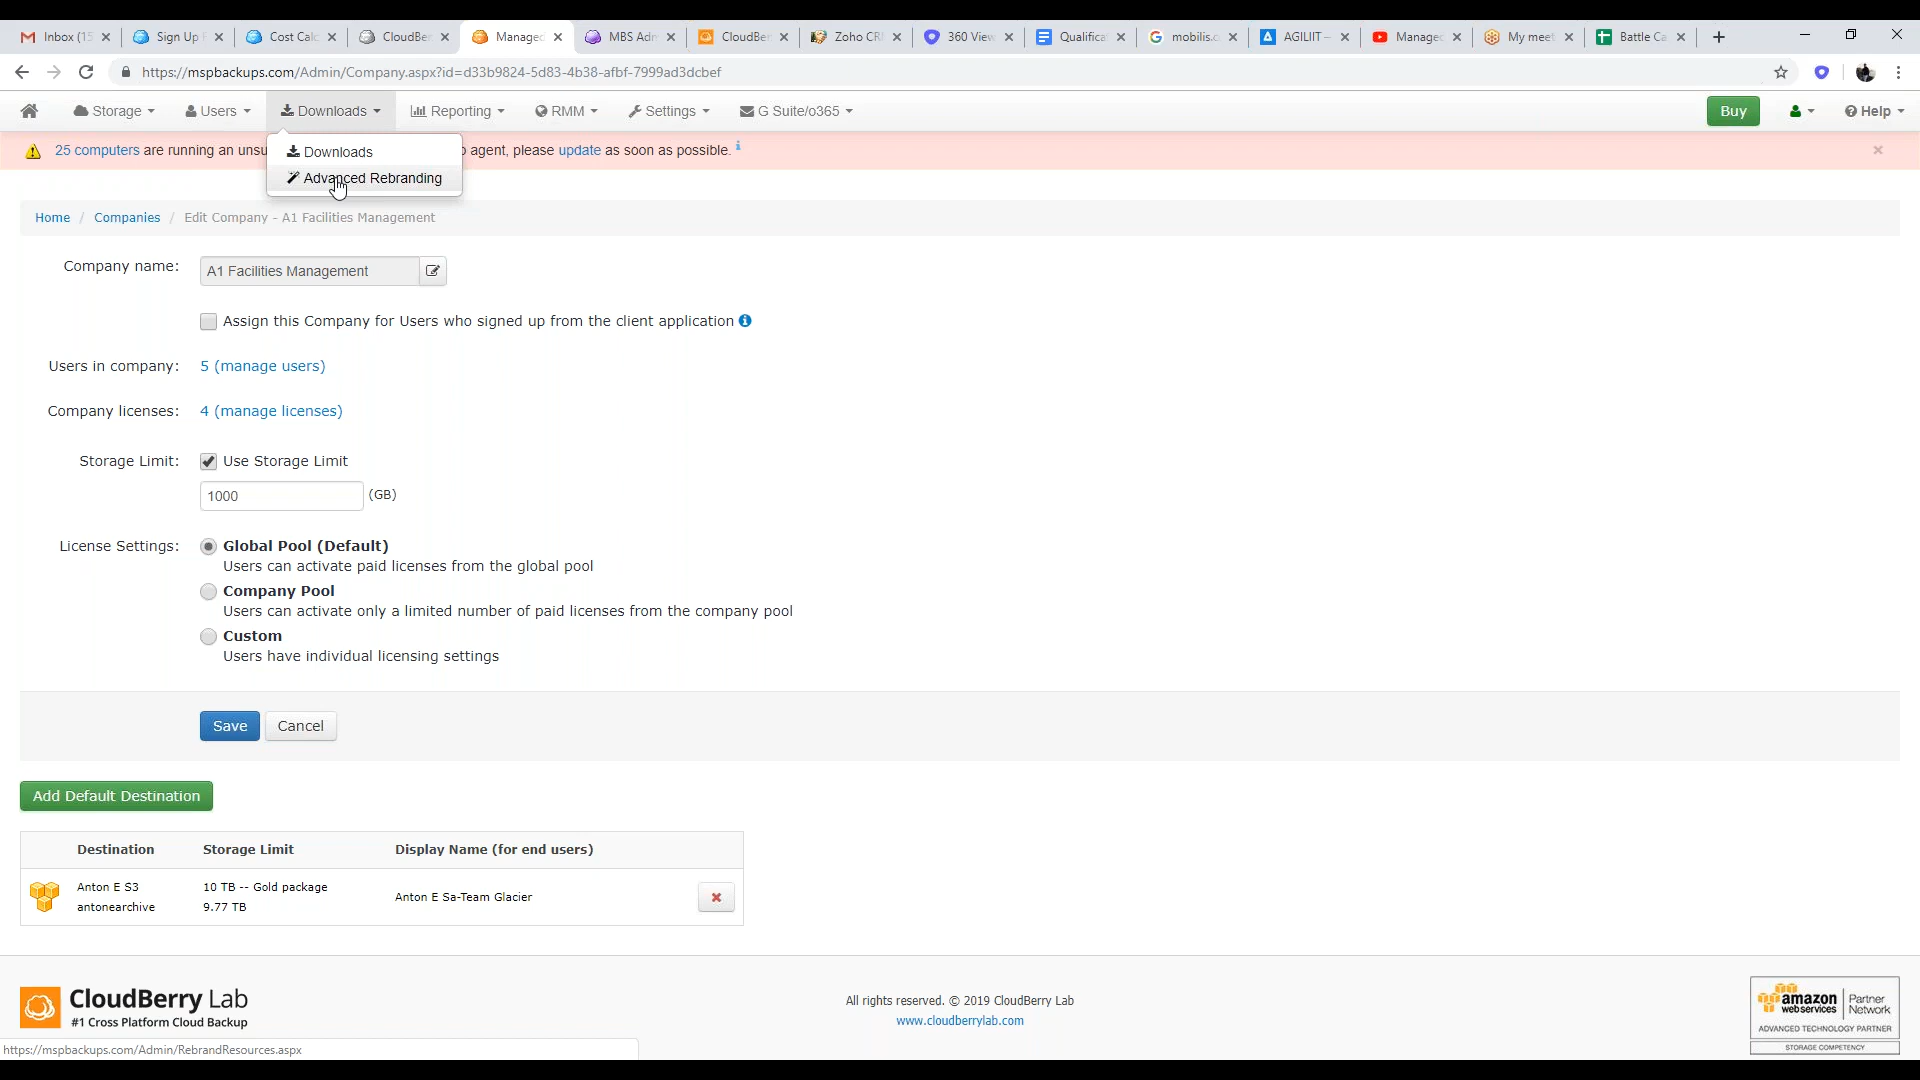 Inbox (15
Sign Up F
Cost Calc
CloudBer
Managed
MBS Adm
CloudBer
Zoho CR
360 View
Qualificat
mobilis.c
AGILIIT –
Managed
My meet
Battle Ca
https://mspbackups.com/Admin/Company.aspx?id=d33b9824-5d83-4b38-afbf-7999ad3dcbef
Storage
Users
Downloads
Reporting
RMM
Settings
G Suite/o365
Buy
Help
25 computers are running an unsu
o agent, please update as soon as possible.
Downloads
Advanced Rebranding
Home / Companies / Edit Company - A1 Facilities Management
Company name: A1 Facilities Management
Assign this Company for Users who signed up from the client application
Users in company: 5 (manage users)
Company licenses: 4 (manage licenses)
Storage Limit: Use Storage Limit
1000 (GB)
License Settings: Global Pool (Default)
Users can activate paid licenses from the global pool
Company Pool
Users can activate only a limited number of paid licenses from the company pool
Custom
Users have individual licensing settings
Save Cancel
Add Default Destination
Destination Storage Limit Display Name (for end users)
Anton E S3 10 TB -- Gold package
Anton E Sa-Team Glacier
antonearchive 9.77 TB
CloudBerry Lab
#1 Cross Platform Cloud Backup
All rights reserved. © 2019 CloudBerry Lab
www.cloudberrylab.com
amazon webservices
Partner Network
ADVANCED TECHNOLOGY PARTNER
STORAGE COMPETENCY
https://mspbackups.com/Admin/RebrandResources.aspx